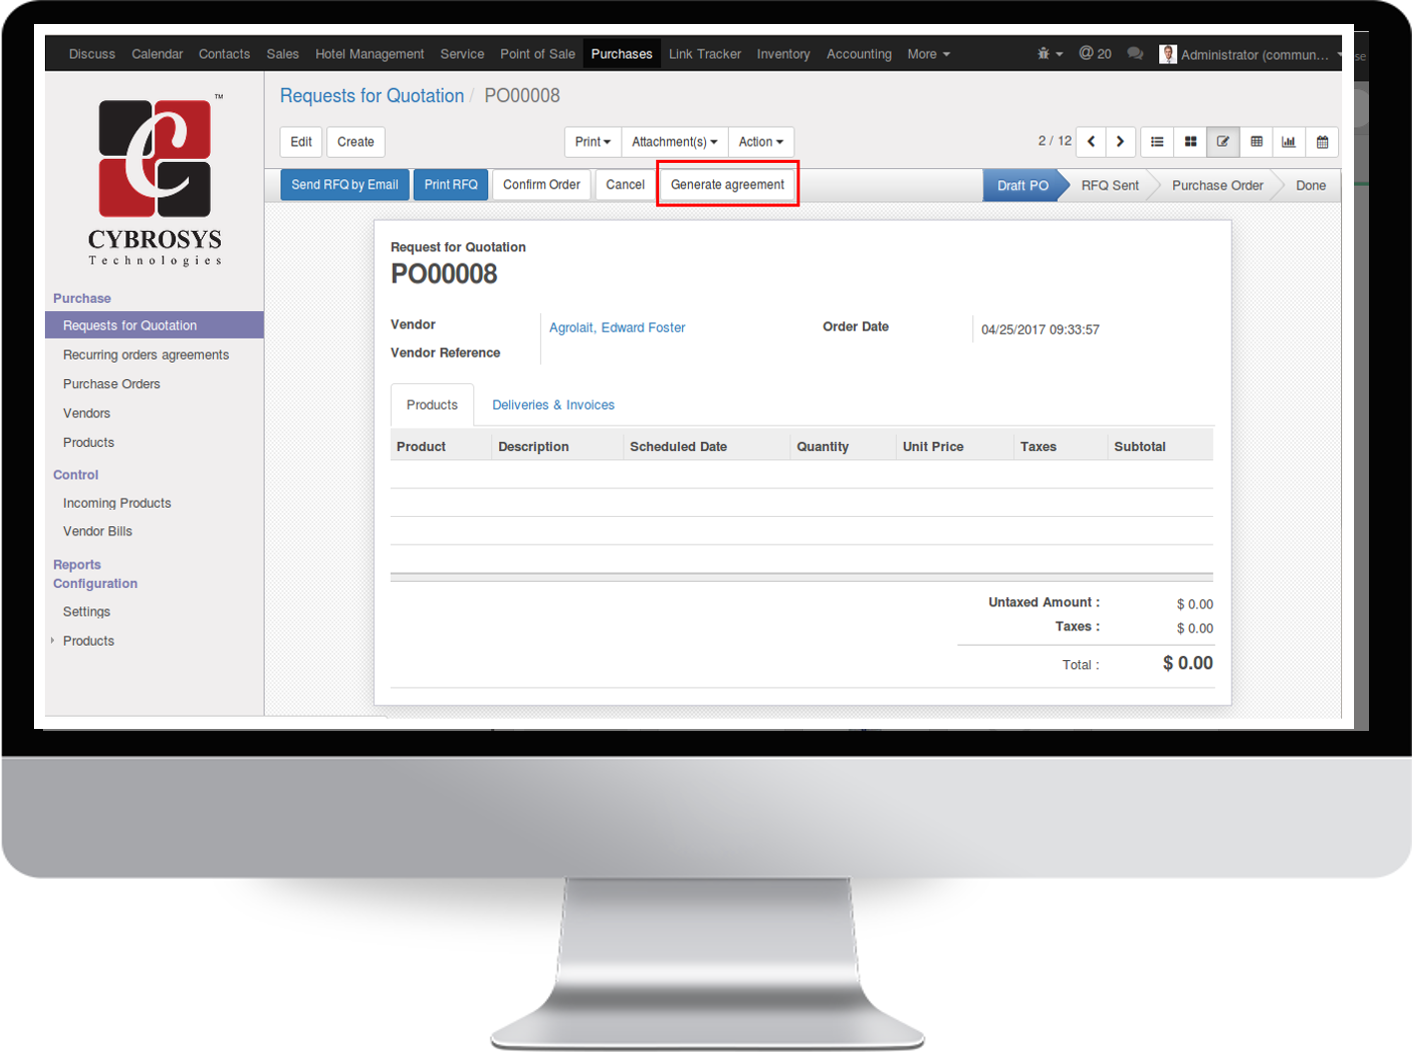 Discuss Calendar Contacts Sales Hotel Management Service Point of Sale Purchases Link Tracker Inventory Accounting More @ 20 Administrator (commun... se
TM
CYBROSYS
Technologies
Purchase
Requests for Quotation
Recurring orders agreements
Purchase Orders
Vendors
Products
Control
Incoming Products
Vendor Bills
Reports
Configuration
Settings
Products
Requests for Quotation / PO00008
Edit Create Print Attachment(s) Action 2 / 12
Send RFQ by Email Print RFQ Confirm Order Cancel Generate agreement Draft PO RFQ Sent Purchase Order Done
Request for Quotation
PO00008
Vendor Agrolait, Edward Foster Order Date 04/25/2017 09:33:57
Vendor Reference
Products Deliveries & Invoices
Product Description Scheduled Date Quantity Unit Price Taxes Subtotal
Untaxed Amount : $ 0.00
Taxes : $ 0.00
Total : $ 0.00